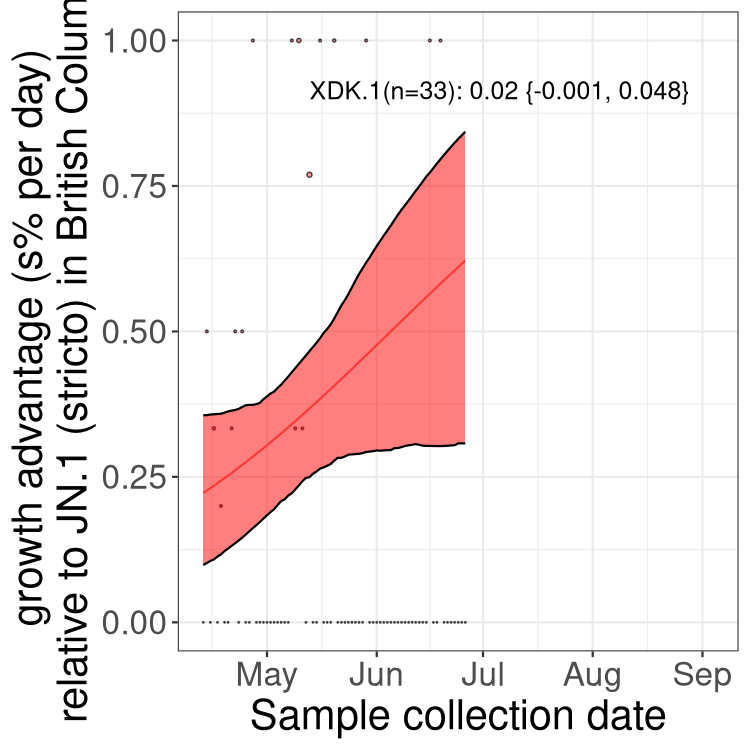 growth advantage (s% per day)
relative to JN.1 (stricto) in British Colum
1.00
0.75
0.50
0.25
0.00
XDK.1(n=33): 0.02 {-0.001, 0.048}
May Jun Jul Aug Sep
Sample collection date